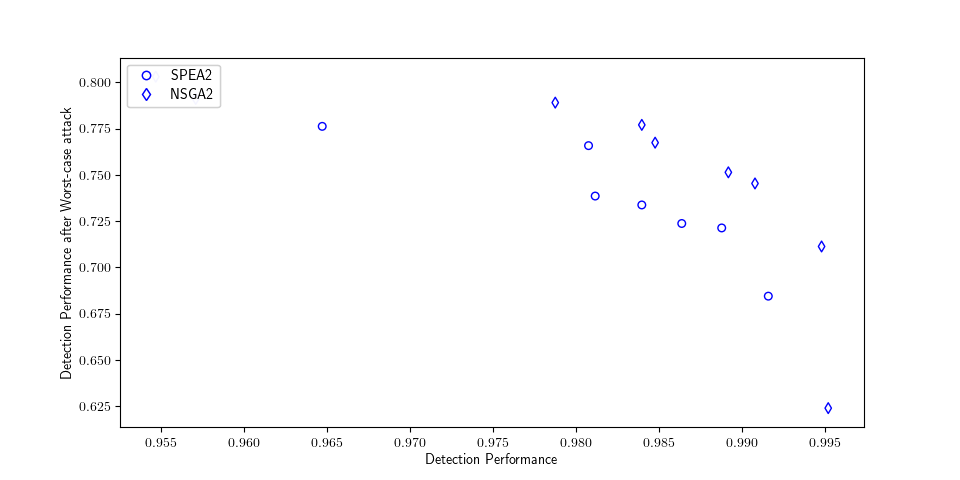 SPEA2
NSGA2
0.800
0.775
0.750
0.725
0.700
0.675
0.650
0.625
Detection Performance after Worst-case attack
0.955 0.960 0.965 0.970 0.975 0.980 0.985 0.990 0.995
Detection Performance